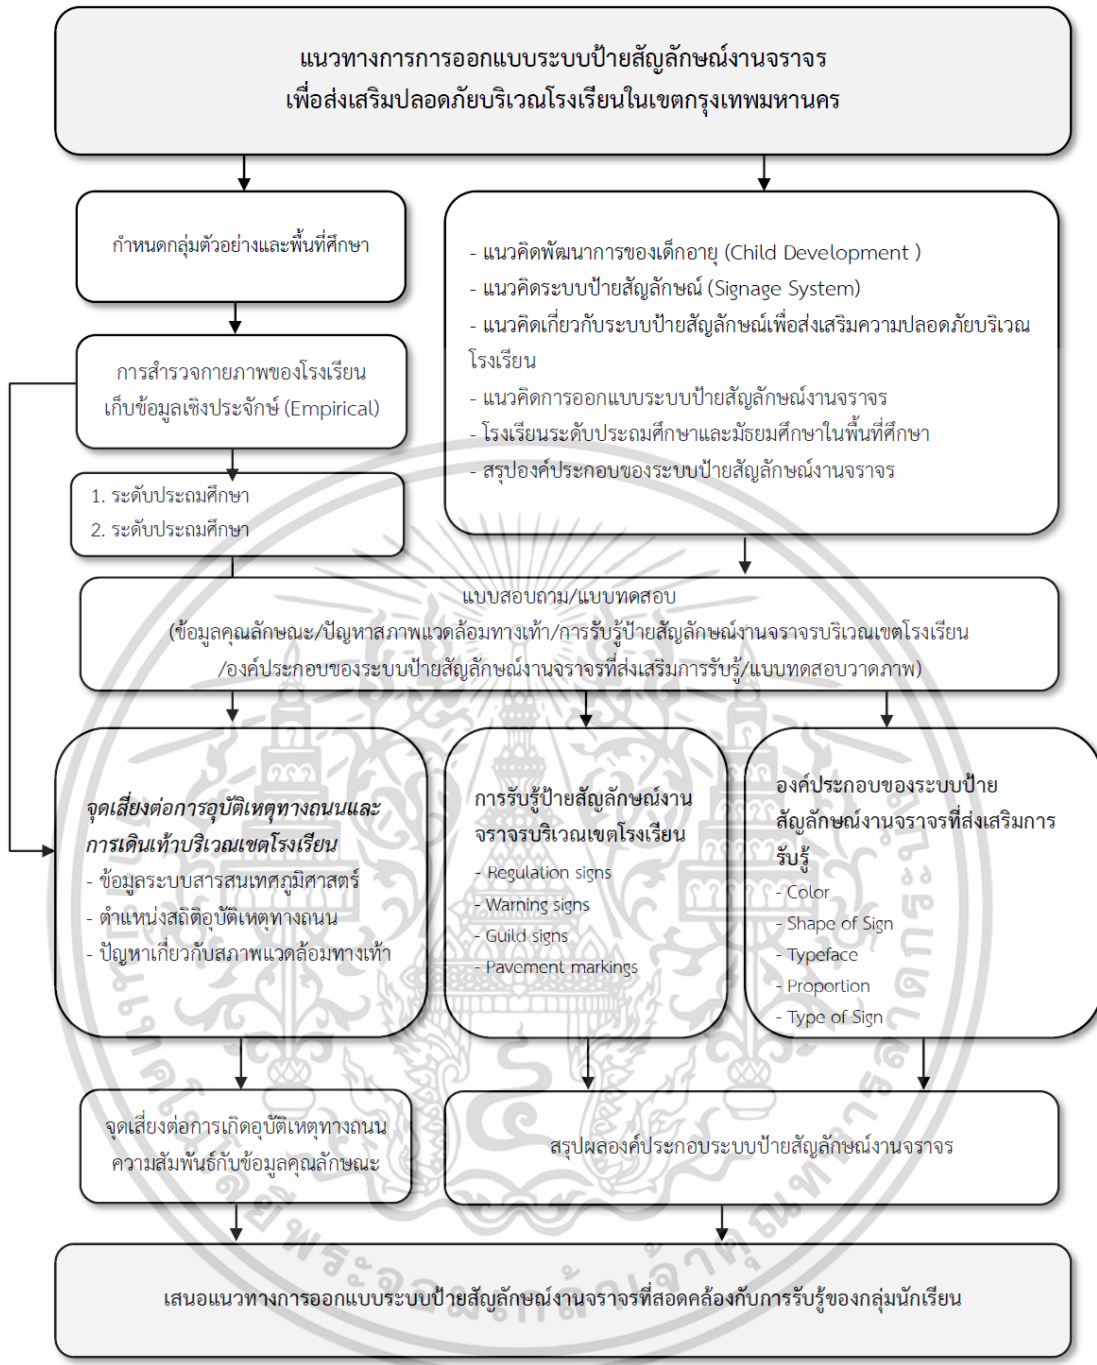 แนวทางการการออกแบบระบบป้ายสัญลักษณ์งานจราจร
เพื่อส่งเสริมปลอดภัยบริเวณโรงเรียนในเขตกรุงเทพมหานคร
กำหนดกลุ่มตัวอย่างและพื้นที่ศึกษา
การสำรวจกายภาพของโรงเรียน
เก็บข้อมูลเชิงประจักษ์ (Empirical)
1. ระดับประถมศึกษา
2. ระดับประถมศึกษา
- แนวคิดพัฒนาการของเด็กอายุ (Child Development )
- แนวคิดระบบป้ายสัญลักษณ์ (Signage System)
- แนวคิดเกี่ยวกับระบบป้ายสัญลักษณ์เพื่อส่งเสริมความปลอดภัยบริเวณ
โรงเรียน
- แนวคิดการออกแบบระบบป้ายสัญลักษณ์งานจราจร
- โรงเรียนระดับประถมศึกษาและมัธยมศึกษาในพื้นที่ศึกษา
- สรุปองค์ประกอบของระบบป้ายสัญลักษณ์งานจราจร
แบบสอบถาม/แบบทดสอบ
(ข้อมูลคุณลักษณะ/ปัญหาสภาพแวดล้อมทางเท้า/การรับรู้ป้ายสัญลักษณ์งานจราจรบริเวณเขตโรงเรียน
/องค์ประกอบของระบบป้ายสัญลักษณ์งานจราจรที่ส่งเสริมการรับรู้/แบบทดสอบวาดภาพ)
จุดเสี่ยงต่อการอุบัติเหตุทางถนนและ
การเดินเท้าบริเวณเขตโรงเรียน
- ข้อมูลระบบสารสนเทศภูมิศาสตร์
- ตำแหน่งสถิติอุบัติเหตุทางถนน
- ปัญหาเกี่ยวกับสภาพแวดล้อมทางเท้า
การรับรู้ป้ายสัญลักษณ์งาน
จราจรบริเวณเขตโรงเรียน
- Regulation signs
- Warning signs
- Guild signs
- Pavement markings
องค์ประกอบของระบบป้าย
สัญลักษณ์งานจราจรที่ส่งเสริมการ
รับรู้
- Color
- Shape of Sign
- Typeface
- Proportion
- Type of Sign
จุดเสี่ยงต่อการเกิดอุบัติเหตุทางถนน
ความสัมพันธ์กับข้อมูลคุณลักษณะ
สรุปผลองค์ประกอบระบบป้ายสัญลักษณ์งานจราจร
เสนอแนวทางการออกแบบระบบป้ายสัญลักษณ์งานจราจรที่สอดคล้องกับการรับรู้ของกลุ่มนักเรียน